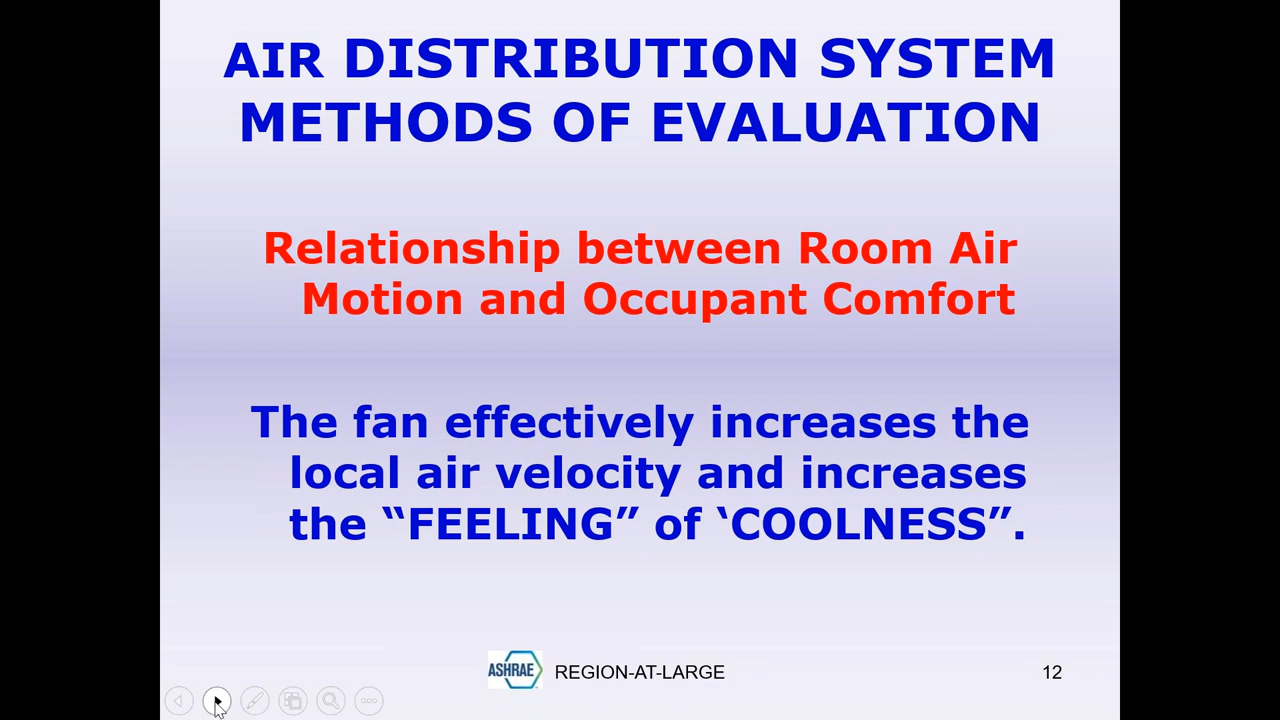 AIR DISTRIBUTION SYSTEM
METHODS OF EVALUATION
Relationship between Room Air
Motion and Occupant Comfort
The fan effectively increases the
local air velocity and increases
the “FEELING” of ‘COOLNESS”.
ASHRAE REGION-AT-LARGE 12